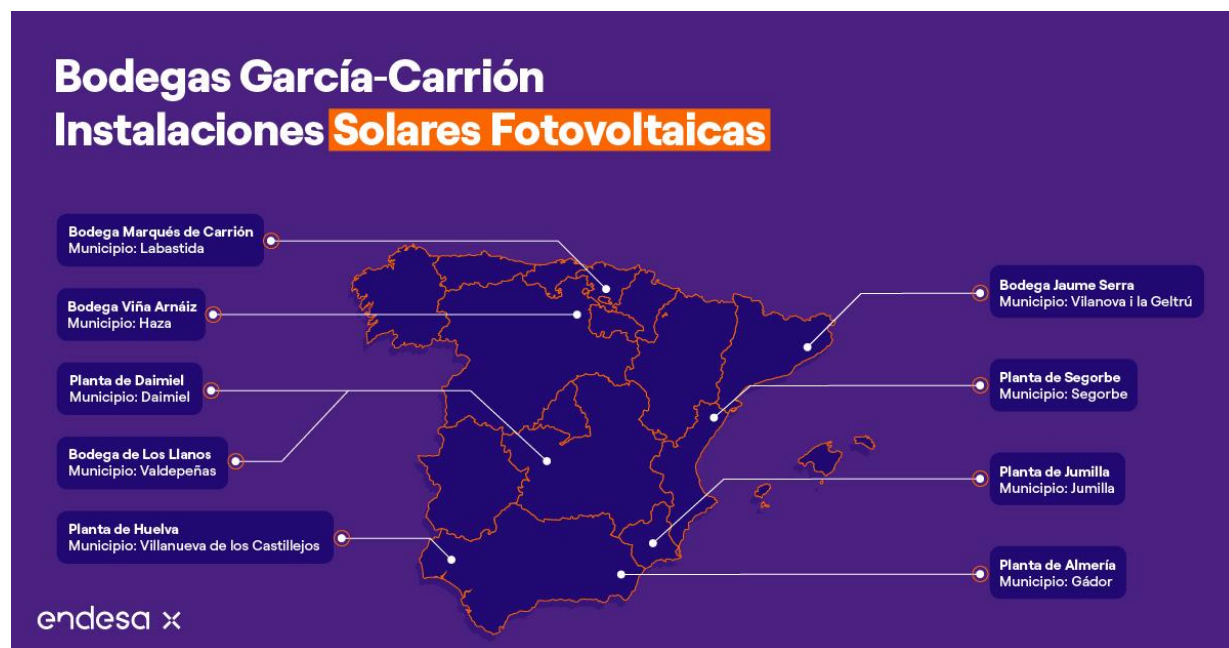 Bodegas García-Carrión
Instalaciones Solares Fotovoltaicas
Bodega Marqués de Carrión
Municipio: Labastida
Bodega Viña Arnáiz
Municipio: Haza
Planta de Daimiel
Municipio: Daimiel
Bodega de Los Llanos
Municipio: Valdepeñas
Planta de Huelva
Municipio: Villanueva de los Castillejos
Bodega Jaume Serra
Municipio: Vilanova i la Geltrú
Planta de Segorbe
Municipio: Segorbe
Planta de Jumilla
Municipio: Jumilla
Planta de Almería
Municipio: Gádor
endesa x